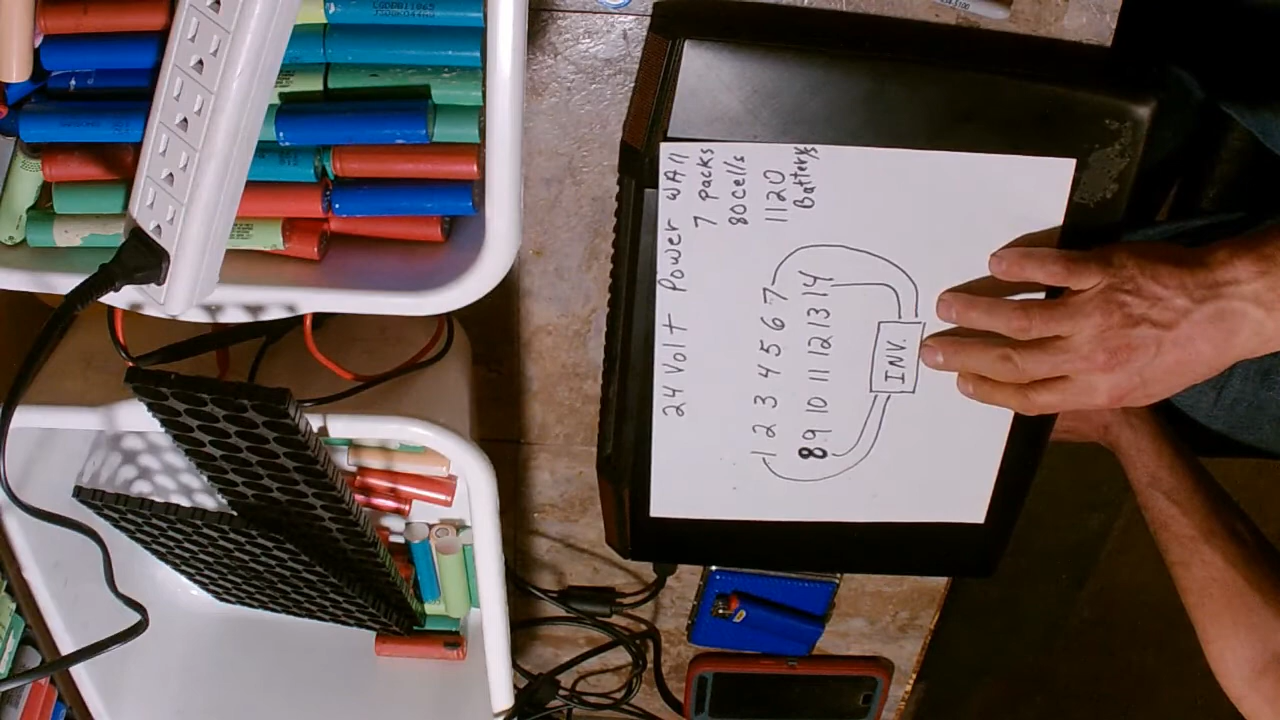 24 Volt Power WAll
7 Packs
80 cells
1120
Battery's
1 2 3 4 5 6 7
8 9 10 11 12 13 14
INV.